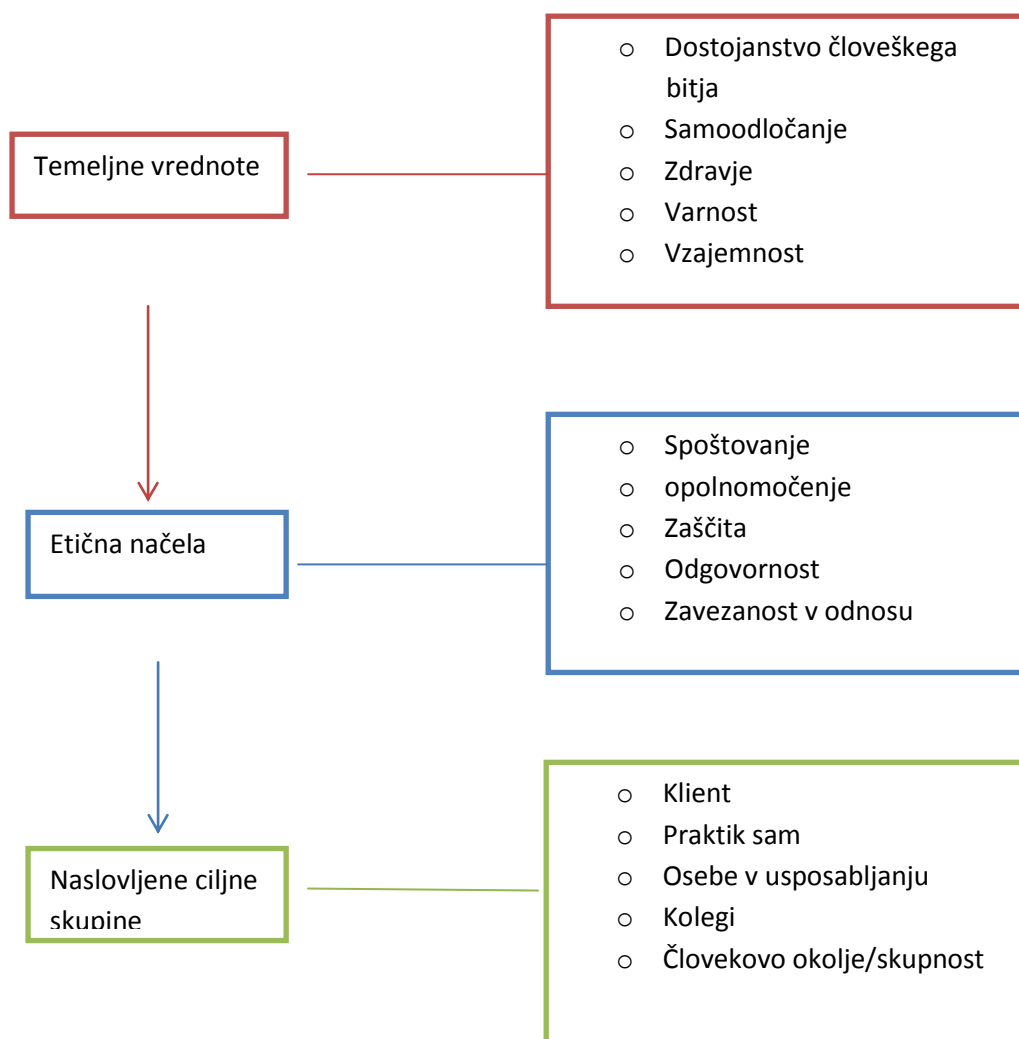 Temeljne vrednote
o Dostojanstvo človeškega
bitja
o Samoodločanje
o Zdravje
o Varnost
o Vzajemnost
Etična načela
o Spoštovanje
o opolnomočenje
o Zaščita
o Odgovornost
o Zavezanost v odnosu
Naslovljene ciljne
skupine
o Klient
o Praktik sam
o Osebe v usposabljanju
o Kolegi
o Človekovo okolje/skupnost